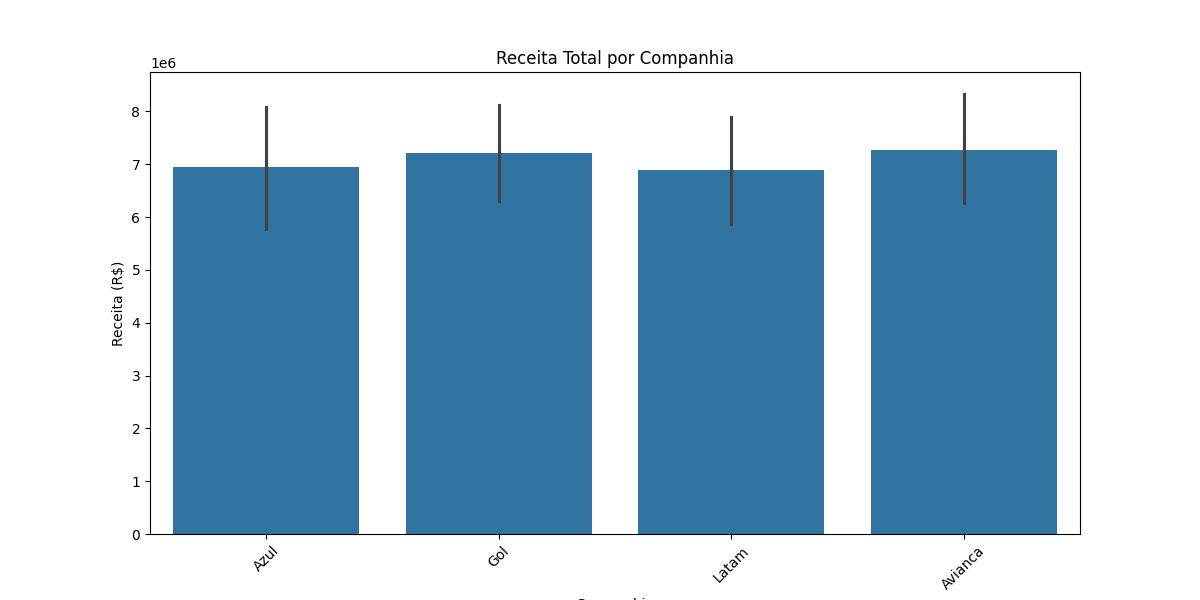 Receita Total por Companhia
1e6
8
7
6
5
4
3
2
1
0
Receita (R$)
Azul
Gol
Latam
Avianca